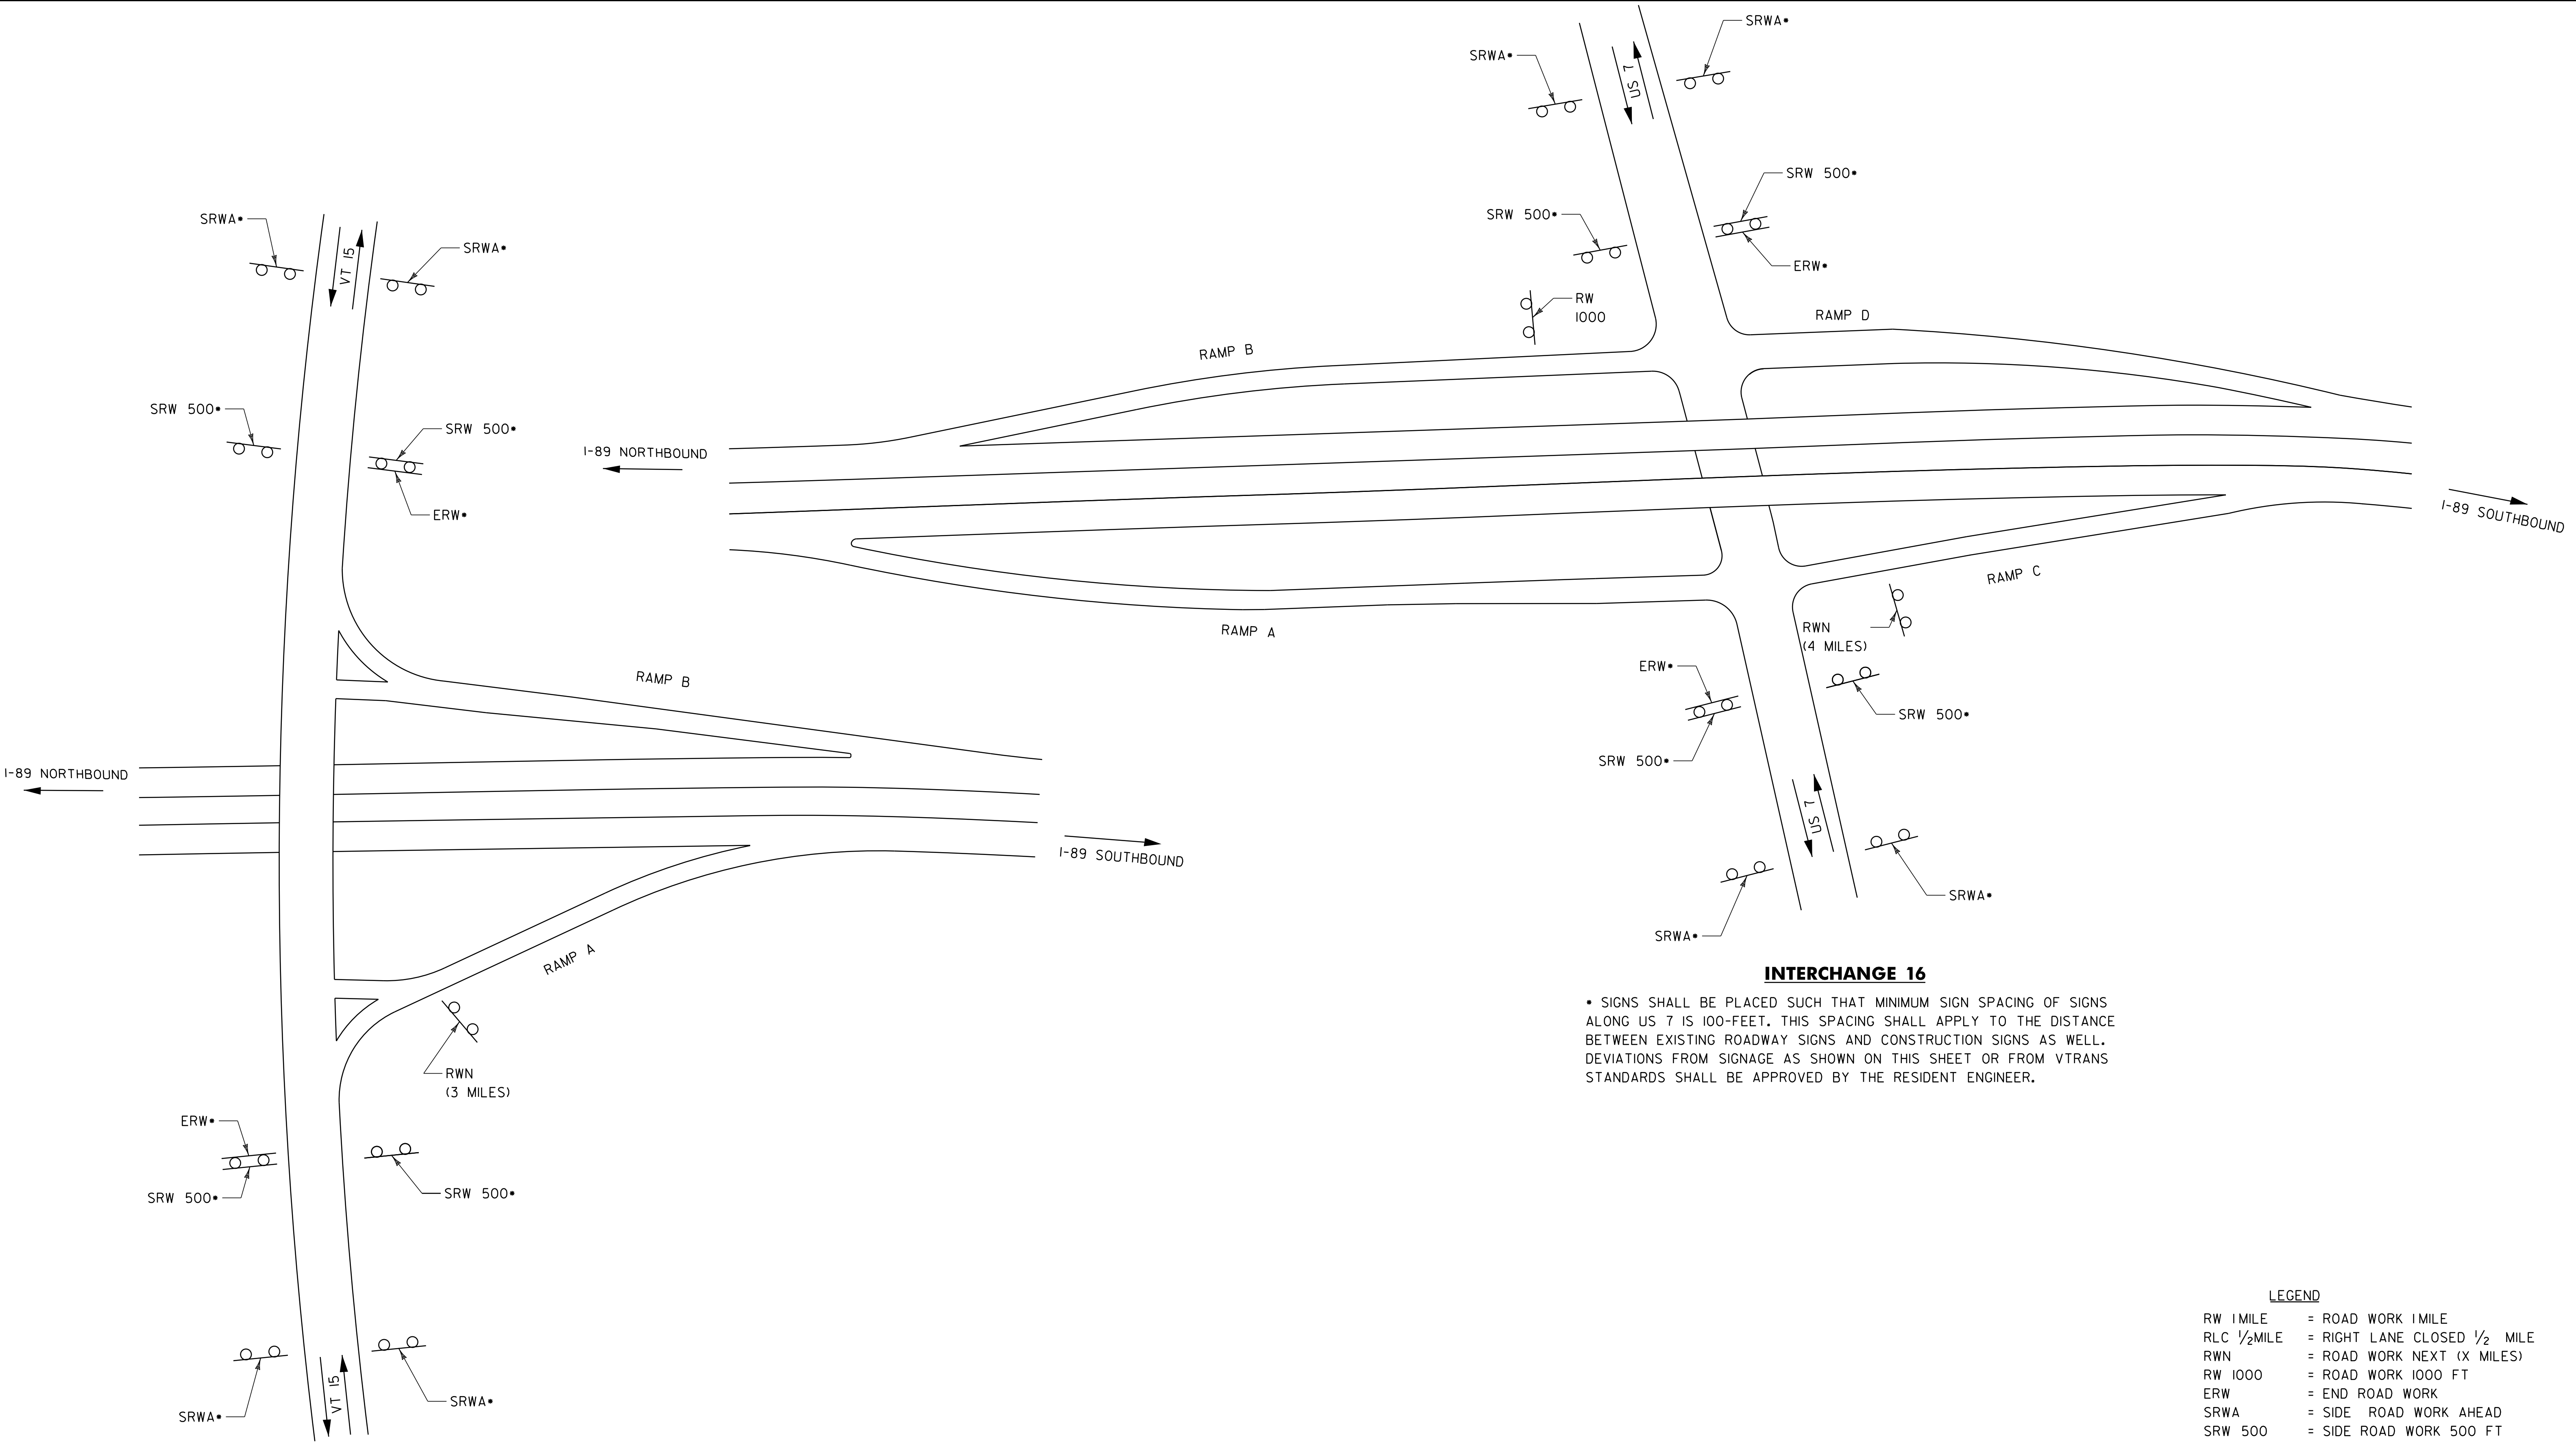 SRWA*
SRWA*
US 7
SRW 500*
SRW 500*
ERW*
RW
1000
RAMP B
RAMP D
I-89 NORTHBOUND
I-89 SOUTHBOUND
RAMP A
RAMP C
RWN
(4 MILES)
ERW*
SRW 500*
SRW 500*
US 7
SRWA*
SRWA*
INTERCHANGE 16
* SIGNS SHALL BE PLACED SUCH THAT MINIMUM SIGN SPACING OF SIGNS
ALONG US 7 IS 100-FEET. THIS SPACING SHALL APPLY TO THE DISTANCE
BETWEEN EXISTING ROADWAY SIGNS AND CONSTRUCTION SIGNS AS WELL.
DEVIATIONS FROM SIGNAGE AS SHOWN ON THIS SHEET OR FROM VTRANS
STANDARDS SHALL BE APPROVED BY THE RESIDENT ENGINEER.
SRWA*
SRWA*
VT 15
SRW 500*
SRW 500*
ERW*
RAMP B
I-89 NORTHBOUND
I-89 SOUTHBOUND
RAMP A
RWN
(3 MILES)
ERW*
SRW 500*
SRW 500*
VT 15
SRWA*
SRWA*
LEGEND
RW 1 MILE = ROAD WORK 1 MILE
RLC 1/2 MILE = RIGHT LANE CLOSED 1/2 MILE
RWN = ROAD WORK NEXT (X MILES)
RW 1000 = ROAD WORK 1000 FT
ERW = END ROAD WORK
SRWA = SIDE ROAD WORK AHEAD
SRW 500 = SIDE ROAD WORK 500 FT